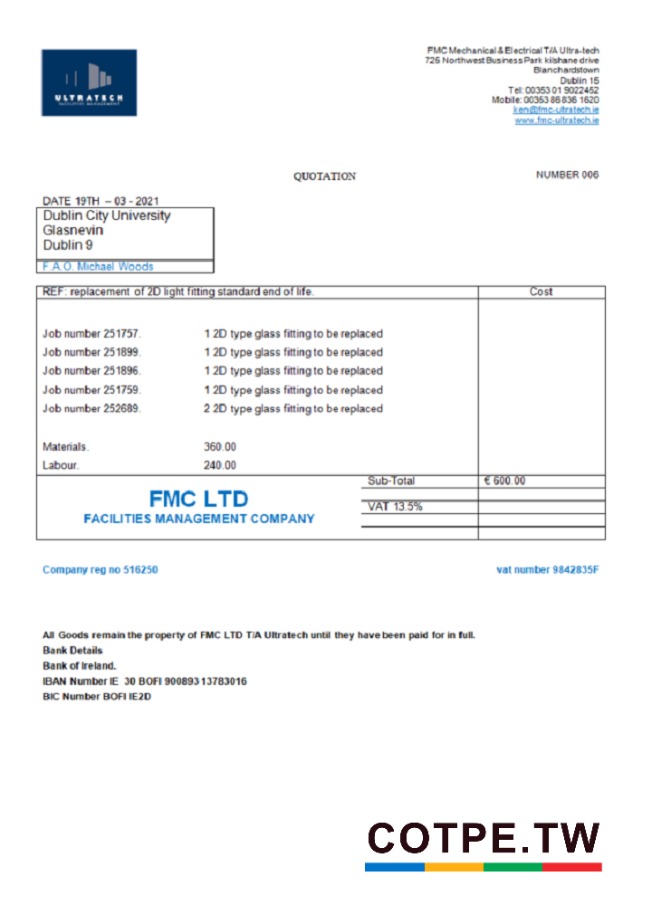 FMC Mechanical & Electrical T/A Ultra-tech
725 Northwest Business Park kilshane drive
Blanchardstown
Dublin 15
Tel: 00353 01 9022452
Mobile: 00353 86 836 1620
ken@fmc-ultratech.ie
www.fmc-ultratech.ie
ULTRATECH
FACILITIES MANAGEMENT
QUOTATION
NUMBER 006
DATE 19TH – 03 - 2021
Dublin City University
Glasnevin
Dublin 9
F.A.O. Michael Woods
REF: replacement of 2D light fitting standard end of life. Cost
Job number 251757. 1 2D type glass fitting to be replaced
Job number 251899. 1 2D type glass fitting to be replaced
Job number 251896. 1 2D type glass fitting to be replaced
Job number 251759. 1 2D type glass fitting to be replaced
Job number 252689. 2 2D type glass fitting to be replaced
Materials. 360.00
Labour. 240.00
Sub-Total € 600.00
VAT 13.5%
FMC LTD
FACILITIES MANAGEMENT COMPANY
Company reg no 516250 vat number 9842835F
All Goods remain the property of FMC LTD T/A Ultratech until they have been paid for in full.
Bank Details
Bank of Ireland.
IBAN Number IE 30 BOFI 90089313783016
BIC Number BOFI IE2D
COTPE.TW